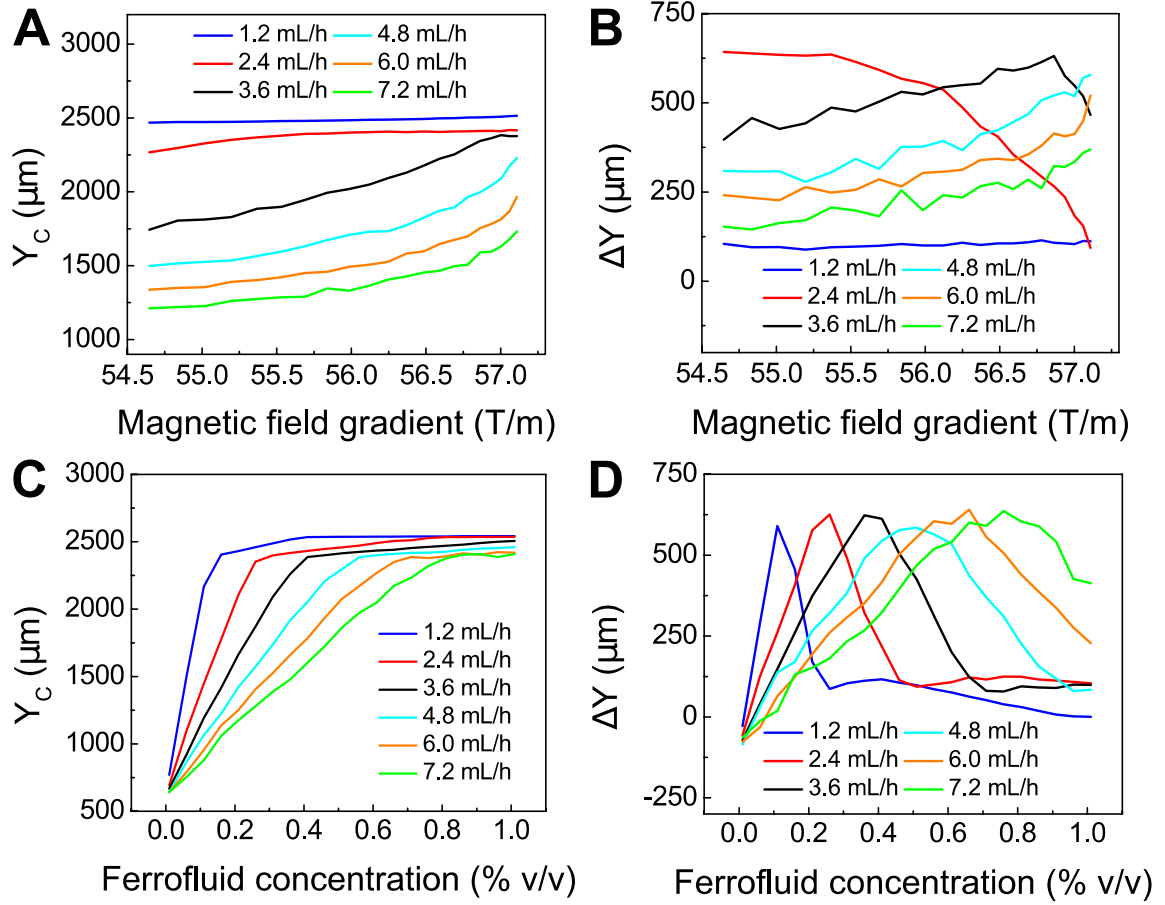 A
3000
2500
2000
1500
1000
Y_C (µm)
1.2 mL/h 4.8 mL/h
2.4 mL/h 6.0 mL/h
3.6 mL/h 7.2 mL/h
54.5 55.0 55.5 56.0 56.5 57.0
Magnetic field gradient (T/m)
B
750
500
250
0
ΔY (µm)
1.2 mL/h 4.8 mL/h
2.4 mL/h 6.0 mL/h
3.6 mL/h 7.2 mL/h
54.5 55.0 55.5 56.0 56.5 57.0
Magnetic field gradient (T/m)
C
3000
2500
2000
1500
1000
500
Y_C (µm)
1.2 mL/h
2.4 mL/h
3.6 mL/h
4.8 mL/h
6.0 mL/h
7.2 mL/h
0.0 0.2 0.4 0.6 0.8 1.0
Ferrofluid concentration (% v/v)
D
750
500
250
0
-250
ΔY (µm)
1.2 mL/h 4.8 mL/h
2.4 mL/h 6.0 mL/h
3.6 mL/h 7.2 mL/h
0.0 0.2 0.4 0.6 0.8 1.0
Ferrofluid concentration (% v/v)